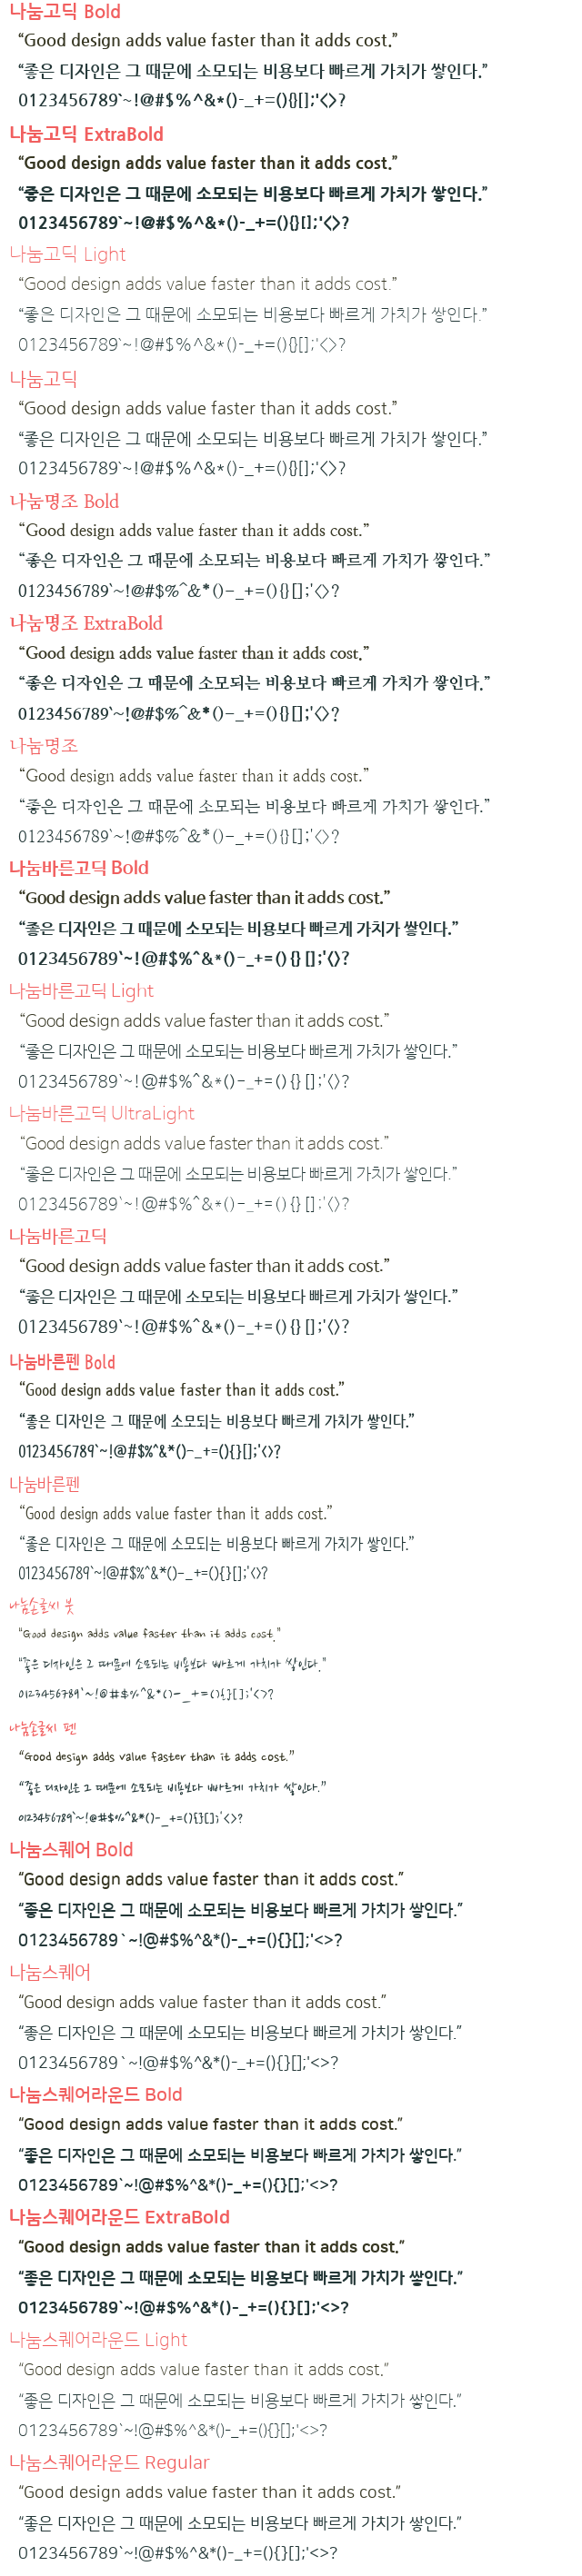 나눔고딕 Bold
“Good design adds value faster than it adds cost.”
“좋은 디자인은 그 때문에 소모되는 비용보다 빠르게 가치가 쌓인다.”
0123456789`~!@#$%^&*()-_+=(){}[];'<>?
나눔고딕 ExtraBold
“Good design adds value faster than it adds cost.”
“좋은 디자인은 그 때문에 소모되는 비용보다 빠르게 가치가 쌓인다.”
0123456789`~!@#$%^&*()-_+=(){}[];'<>?
나눔고딕 Light
“Good design adds value faster than it adds cost.”
“좋은 디자인은 그 때문에 소모되는 비용보다 빠르게 가치가 쌓인다.”
0123456789`~!@#$%^&*()-_+=(){}[];'<>?
나눔고딕
“Good design adds value faster than it adds cost.”
“좋은 디자인은 그 때문에 소모되는 비용보다 빠르게 가치가 쌓인다.”
0123456789`~!@#$%^&*()-_+=(){}[];'<>?
나눔명조 Bold
“Good design adds value faster than it adds cost.”
“좋은 디자인은 그 때문에 소모되는 비용보다 빠르게 가치가 쌓인다.”
0123456789`~!@#$%^&*()-_+=(){}[];'<>?
나눔명조 ExtraBold
“Good design adds value faster than it adds cost.”
“좋은 디자인은 그 때문에 소모되는 비용보다 빠르게 가치가 쌓인다.”
0123456789`~!@#$%^&*()-_+=(){}[];'<>?
나눔명조
“Good design adds value faster than it adds cost.”
“좋은 디자인은 그 때문에 소모되는 비용보다 빠르게 가치가 쌓인다.”
0123456789`~!@#$%^&*()-_+=(){}[];'<>?
나눔바른고딕 Bold
“Good design adds value faster than it adds cost.”
“좋은 디자인은 그 때문에 소모되는 비용보다 빠르게 가치가 쌓인다.”
0123456789`~!@#$%^&*()-_+=(){}[];'<>?
나눔바른고딕 Light
“Good design adds value faster than it adds cost.”
“좋은 디자인은 그 때문에 소모되는 비용보다 빠르게 가치가 쌓인다.”
0123456789`~!@#$%^&*()-_+=(){}[];'<>?
나눔바른고딕 UltraLight
“Good design adds value faster than it adds cost.”
“좋은 디자인은 그 때문에 소모되는 비용보다 빠르게 가치가 쌓인다.”
0123456789`~!@#$%^&*()-_+=(){}[];'<>?
나눔바른고딕
“Good design adds value faster than it adds cost.”
“좋은 디자인은 그 때문에 소모되는 비용보다 빠르게 가치가 쌓인다.”
0123456789`~!@#$%^&*()-_+=(){}[];'<>?
나눔바른펜 Bold
“Good design adds value faster than it adds cost.”
“좋은 디자인은 그 때문에 소모되는 비용보다 빠르게 가치가 쌓인다.”
0123456789`~!@#$%^&*()-_+=(){}[];'<>?
나눔바른펜
“Good design adds value faster than it adds cost.”
“좋은 디자인은 그 때문에 소모되는 비용보다 빠르게 가치가 쌓인다.”
0123456789`~!@#$%^&*()-_+=(){}[];'<>?
나눔손글씨 붓
“Good design adds value faster than it adds cost.”
“좋은 디자인은 그 때문에 소모되는 비용보다 빠르게 가치가 쌓인다.”
0123456789`~!@#$%^&*()-_+=(){}[];'<>?
나눔손글씨 펜
“Good design adds value faster than it adds cost.”
“좋은 디자인은 그 때문에 소모되는 비용보다 빠르게 가치가 쌓인다.”
0123456789`~!@#$%^&*()-_+=(){}[];'<>?
나눔스퀘어 Bold
“Good design adds value faster than it adds cost.”
“좋은 디자인은 그 때문에 소모되는 비용보다 빠르게 가치가 쌓인다.”
0123456789`~!@#$%^&*()-_+=(){}[];'<>?
나눔스퀘어
“Good design adds value faster than it adds cost.”
“좋은 디자인은 그 때문에 소모되는 비용보다 빠르게 가치가 쌓인다.”
0123456789`~!@#$%^&*()-_+=(){}[];'<>?
나눔스퀘어라운드 Bold
“Good design adds value faster than it adds cost.”
“좋은 디자인은 그 때문에 소모되는 비용보다 빠르게 가치가 쌓인다.”
0123456789`~!@#$%^&*()-_+=(){}[];'<>?
나눔스퀘어라운드 ExtraBold
“Good design adds value faster than it adds cost.”
“좋은 디자인은 그 때문에 소모되는 비용보다 빠르게 가치가 쌓인다.”
0123456789`~!@#$%^&*()-_+=(){}[];'<>?
나눔스퀘어라운드 Light
“Good design adds value faster than it adds cost.”
“좋은 디자인은 그 때문에 소모되는 비용보다 빠르게 가치가 쌓인다.”
0123456789`~!@#$%^&*()-_+=(){}[];'<>?
나눔스퀘어라운드 Regular
“Good design adds value faster than it adds cost.”
“좋은 디자인은 그 때문에 소모되는 비용보다 빠르게 가치가 쌓인다.”
0123456789`~!@#$%^&*()-_+=(){}[];'<>?